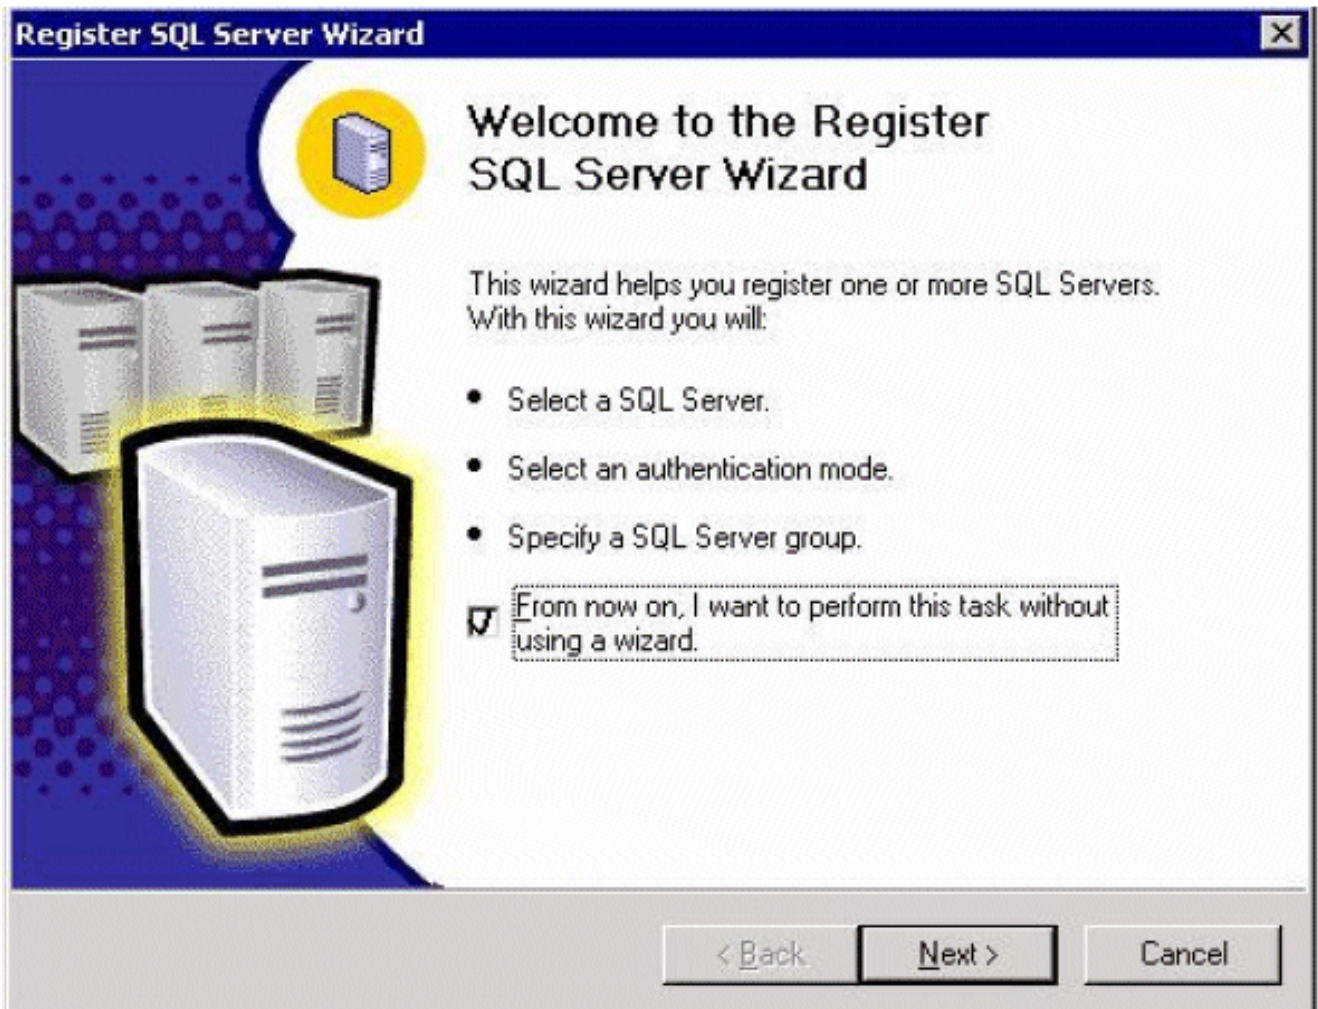 Register SQL Server Wizard
Welcome to the Register
SQL Server Wizard
This wizard helps you register one or more SQL Servers.
With this wizard you will:
• Select a SQL Server.
• Select an authentication mode.
• Specify a SQL Server group.
From now on, I want to perform this task without
using a wizard.
< Back
Next >
Cancel